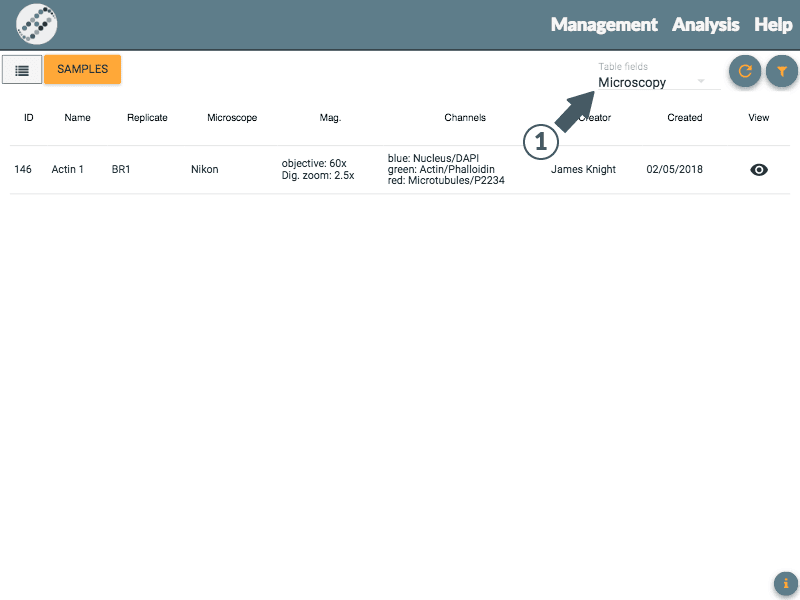 Management Analysis Help
SAMPLES
Table fields
Microscopy
1
ID Name Replicate Microscope Mag. Channels Creator Created View
146 Actin 1 BR1 Nikon objective: 60x
Dig. zoom: 2.5x
blue: Nucleus/DAPI
green: Actin/Phalloidin
red: Microtubules/P2234
James Knight 02/05/2018
i